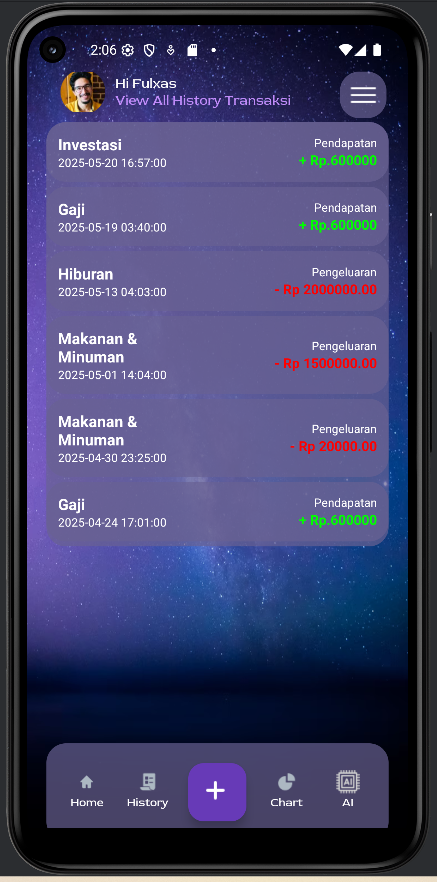 2:06
Hi Fulxas
View All History Transaksi
Investasi
Pendapatan
2025-05-20 16:57:00
+ Rp.600000
Gaji
Pendapatan
2025-05-19 03:40:00
+ Rp.600000
Hiburan
Pengeluaran
2025-05-13 04:03:00
- Rp 2000000.00
Makanan &
Minuman
Pengeluaran
2025-05-01 14:04:00
- Rp 1500000.00
Makanan &
Minuman
Pengeluaran
2025-04-30 23:25:00
- Rp 20000.00
Gaji
Pendapatan
2025-04-24 17:01:00
+ Rp.600000
+
AI
Home
History
Chart
AI